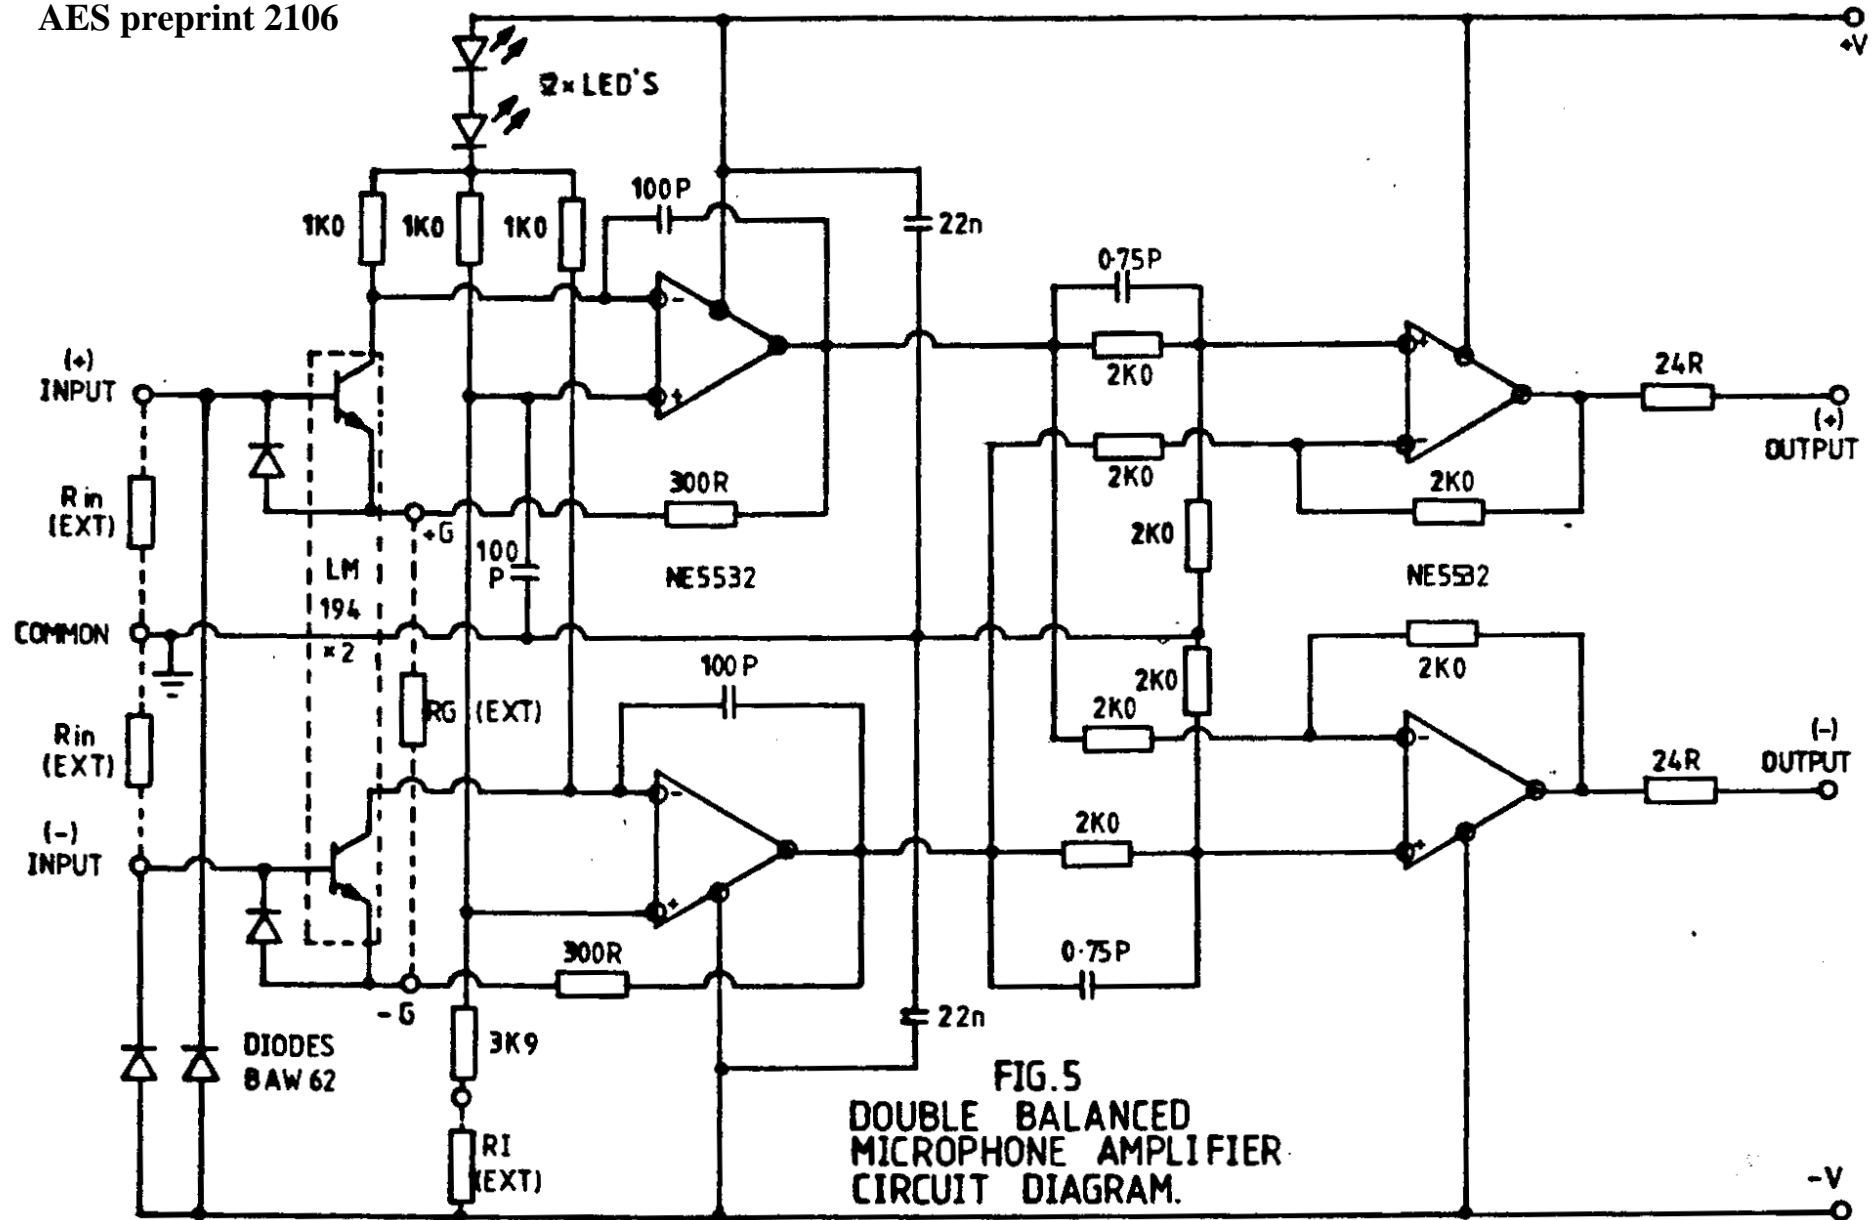 AES preprint 2106
+V
2× LED'S
100P
1K0
1K0
1K0
22n
0·75P
-
+
2K0
+
-
24R
(+)
INPUT
(+)
OUTPUT
2K0
2K0
300R
Rin
(EXT)
+G
100
P
2K0
LM
194
×2
NE5532
NE5532
COMMON
2K0
100P
2K0
RG (EXT)
2K0
Rin
(EXT)
-
(-)
OUTPUT
24R
-
2K0
(-)
INPUT
+
+
300R
0·75P
-G
3K9
22n
DIODES
BAW 62
RI
(EXT)
FIG.5
DOUBLE BALANCED
MICROPHONE AMPLIFIER
CIRCUIT DIAGRAM.
-V